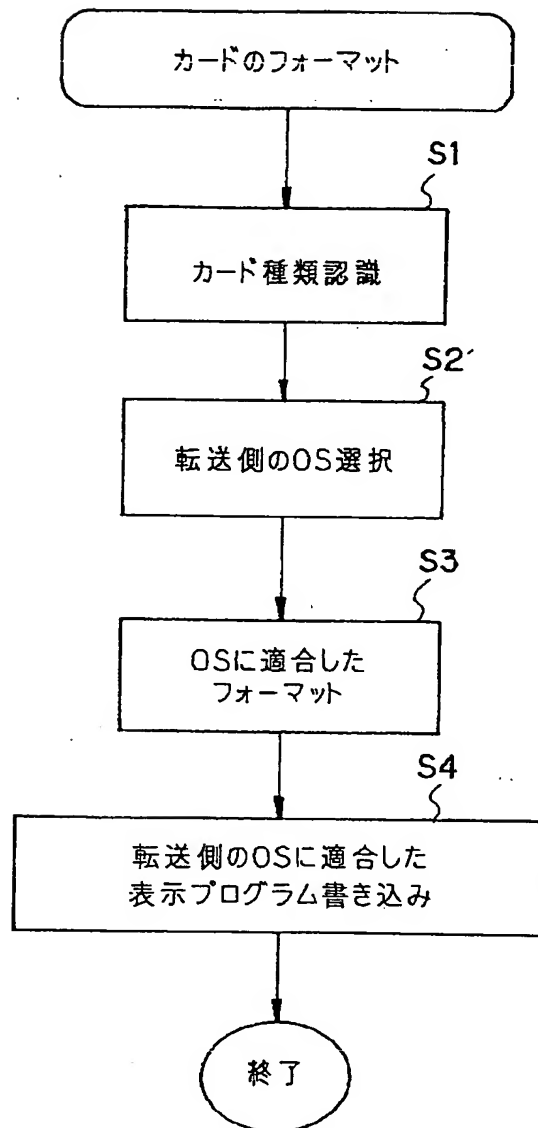 カードのフォーマット
S1
カード種類認識
S2
転送側のOS選択
S3
OSに適合した
フォーマット
S4
転送側のOSに適合した
表示プログラム書き込み
終了